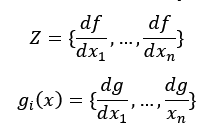 Z = {df/dx₁, ..., df/dxₙ}
gᵢ(x) = {dg/dx₁, ..., dg/xₙ}